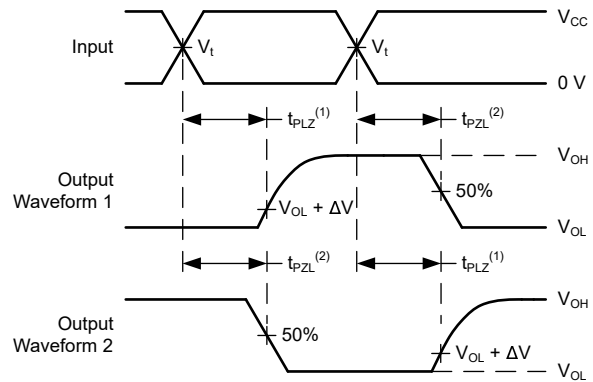 V_CC
Input
V_t
V_t
0 V
t_PLZ^(1)
t_PZL^(2)
V_OH
Output
Waveform 1
50%
V_OL + ΔV
V_OL
t_PZL^(2)
t_PLZ^(1)
V_OH
Output
Waveform 2
50%
V_OL + ΔV
V_OL